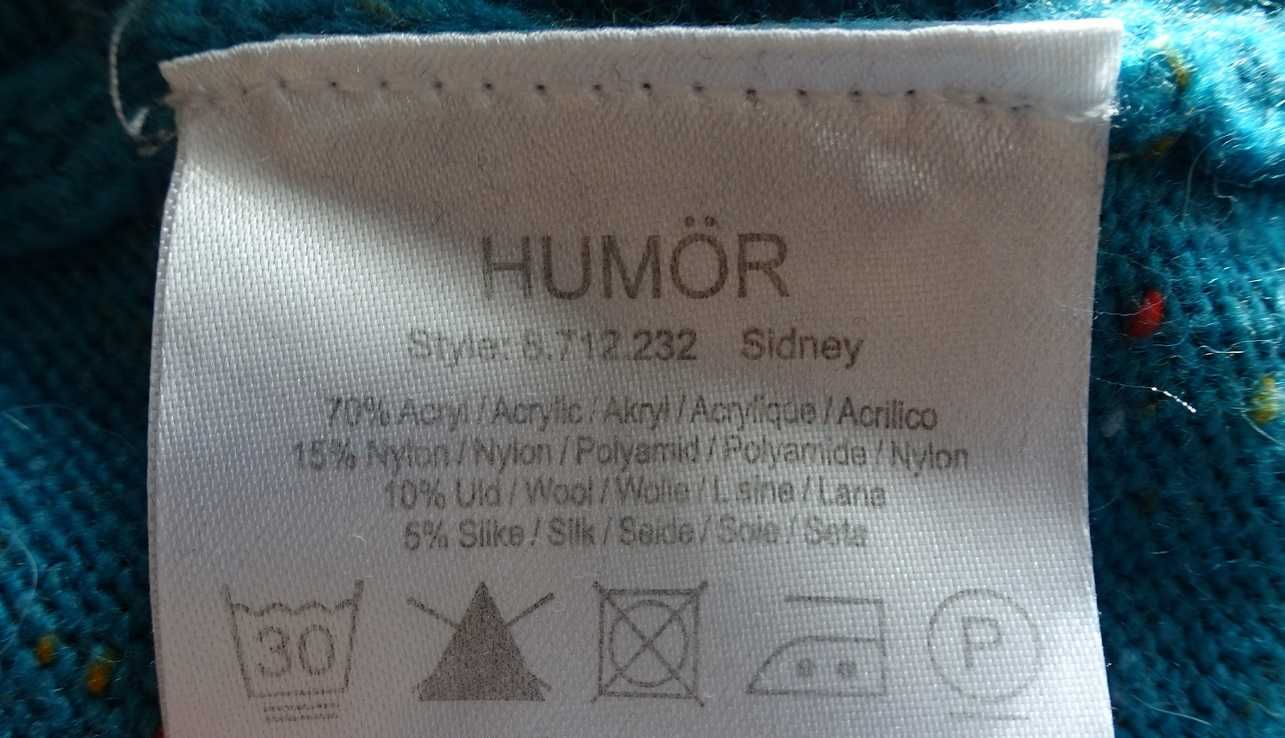 HUMÖR
Style: 5.712.232 Sidney
70% Acryl / Acrylic / Akryl / Acrylique / Acrilico
15% Nylon / Nylon / Polyamid / Polyamide / Nylon
10% Uld / Wool / Wolle / Laine / Lana
5% Silke / Silk / Seide / Soie / Seta
30
P